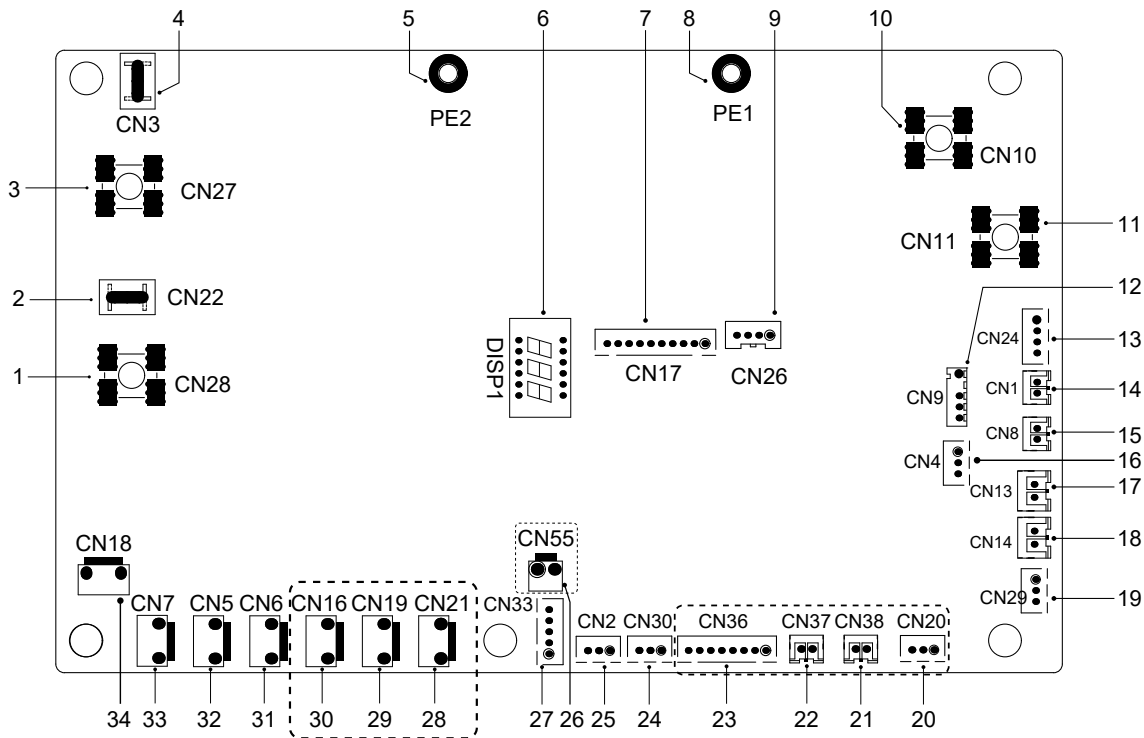 4 5 6 7 8 9 10
CN3 PE2 PE1
CN10
3 CN27
CN11 11
2 CN22
12
CN24 13
DISP1
CN17 CN26
1 CN28
CN9 CN1 14
CN8 15
CN4 16
CN13 17
CN14 18
CN18 CN55
CN29 19
CN7 CN5 CN6 CN16 CN19 CN21 CN33 CN2 CN30 CN36 CN37 CN38 CN20
34 33 32 31 30 29 28 27 26 25 24 23 22 21 20